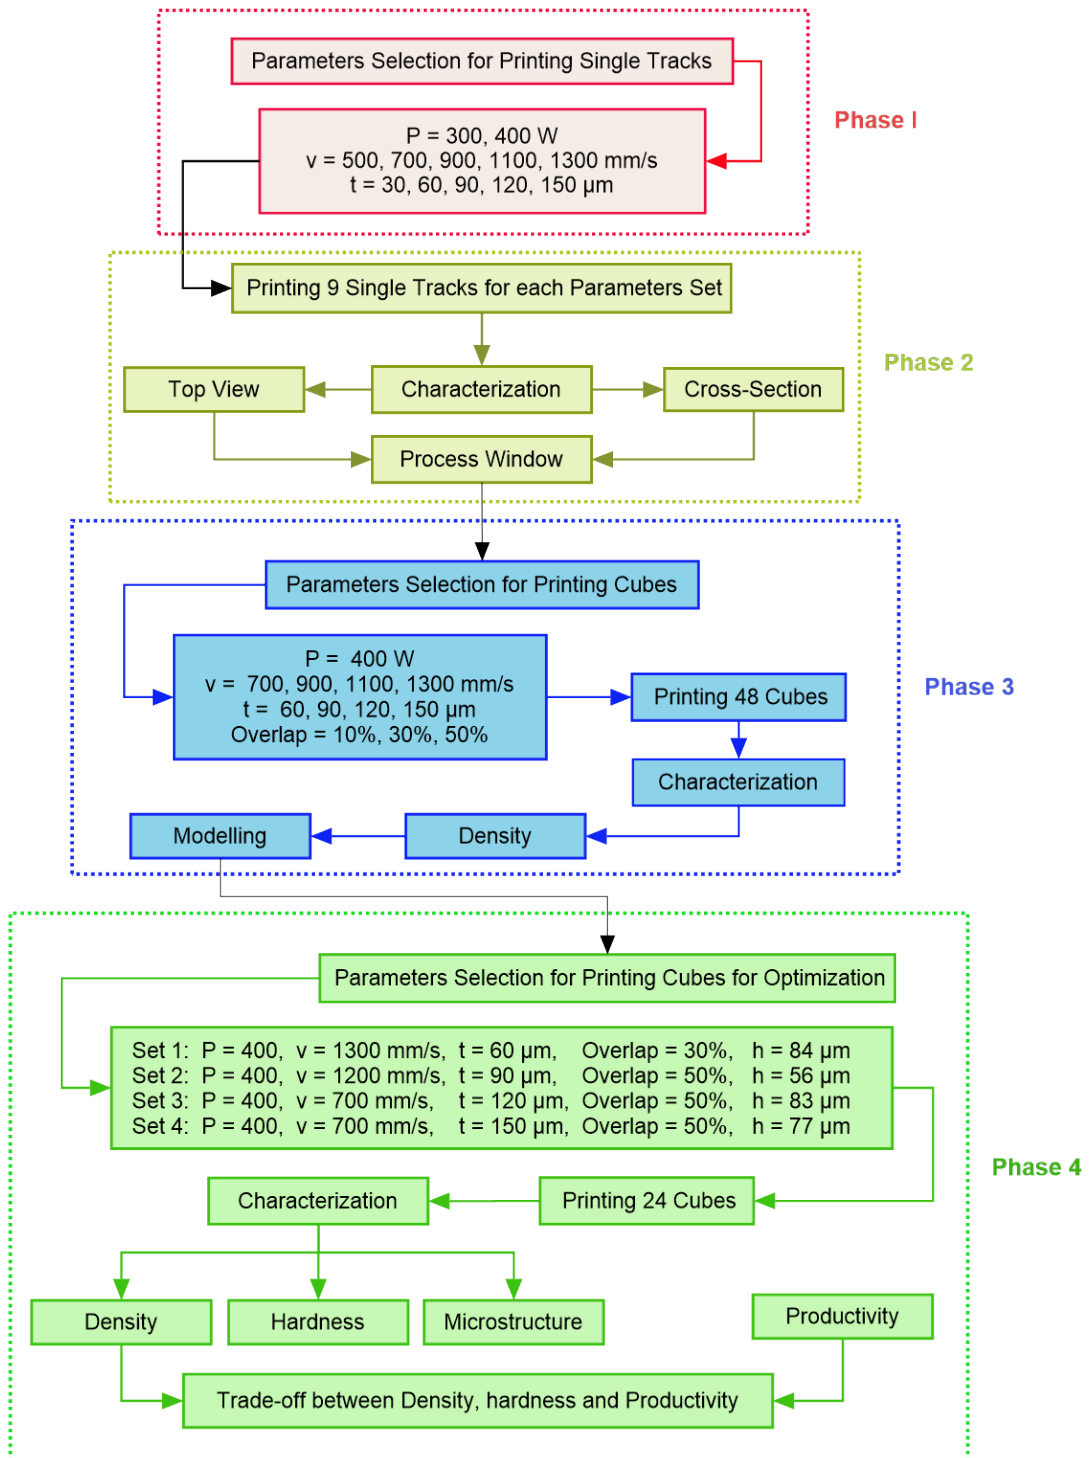 Parameters Selection for Printing Single Tracks
Phase I
P = 300, 400 W
v = 500, 700, 900, 1100, 1300 mm/s
t = 30, 60, 90, 120, 150 µm
Printing 9 Single Tracks for each Parameters Set
Phase 2
Top View
Characterization
Cross-Section
Process Window
Parameters Selection for Printing Cubes
P = 400 W
v = 700, 900, 1100, 1300 mm/s
t = 60, 90, 120, 150 µm
Overlap = 10%, 30%, 50%
Printing 48 Cubes
Phase 3
Characterization
Modelling
Density
Parameters Selection for Printing Cubes for Optimization
Set 1: P = 400, v = 1300 mm/s, t = 60 µm, Overlap = 30%, h = 84 µm
Set 2: P = 400, v = 1200 mm/s, t = 90 µm, Overlap = 50%, h = 56 µm
Set 3: P = 400, v = 700 mm/s, t = 120 µm, Overlap = 50%, h = 83 µm
Set 4: P = 400, v = 700 mm/s, t = 150 µm, Overlap = 50%, h = 77 µm
Phase 4
Characterization
Printing 24 Cubes
Density
Hardness
Microstructure
Productivity
Trade-off between Density, hardness and Productivity